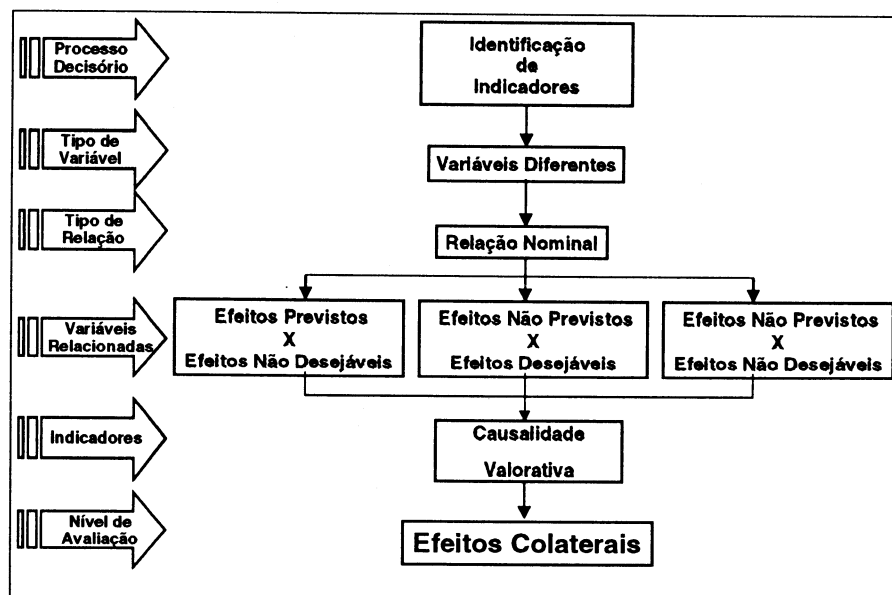 Processo
Decisório
Identificação
de
Indicadores
Tipo de
Variável
Variáveis Diferentes
Tipo de
Relação
Relação Nominal
Variáveis
Relacionadas
Efeitos Previstos
X
Efeitos Não Desejáveis
Efeitos Não Previstos
X
Efeitos Desejáveis
Efeitos Não Previstos
X
Efeitos Não Desejáveis
Indicadores
Causalidade
Valorativa
Nível de
Avaliação
Efeitos Colaterais